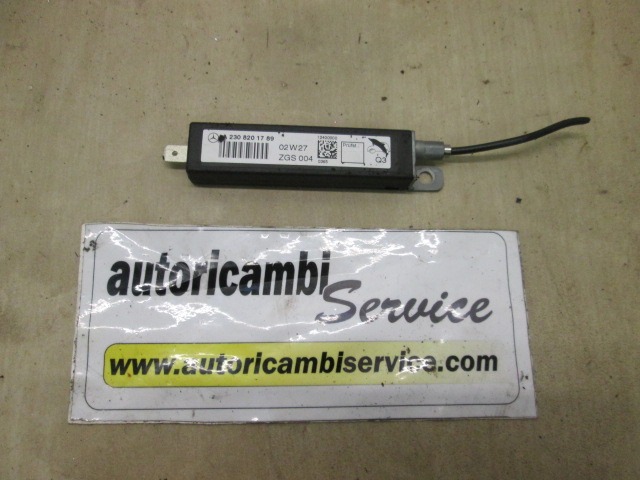 A 230 820 17 89
02W27
ZGS 004
Q3
autoricambi
Service
www.autoricambiservice.com